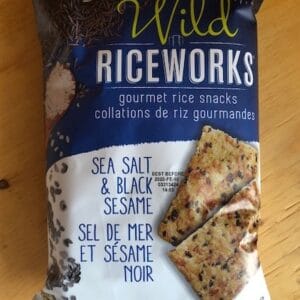 Wild
RICEWORKS
gourmet rice snacks
collations de riz gourmandes
SEA SALT
& BLACK
SESAME
BEST BEFORE
SEL DE MER
ET SÉSAME
NOIR